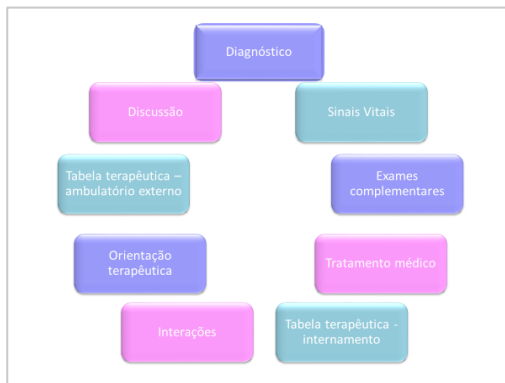 Diagnóstico
Discussão
Sinais Vitais
Tabela terapêutica –
ambulatório externo
Exames
complementares
Orientação
terapêutica
Tratamento médico
Interações
Tabela terapêutica -
internamento